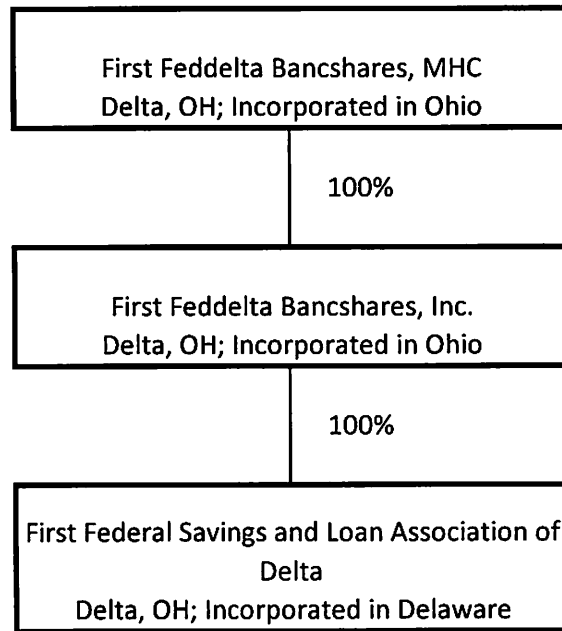 First Feddelta Bancshares, MHC
Delta, OH; Incorporated in Ohio
100%
First Feddelta Bancshares, Inc.
Delta, OH; Incorporated in Ohio
100%
First Federal Savings and Loan Association of
Delta
Delta, OH; Incorporated in Delaware